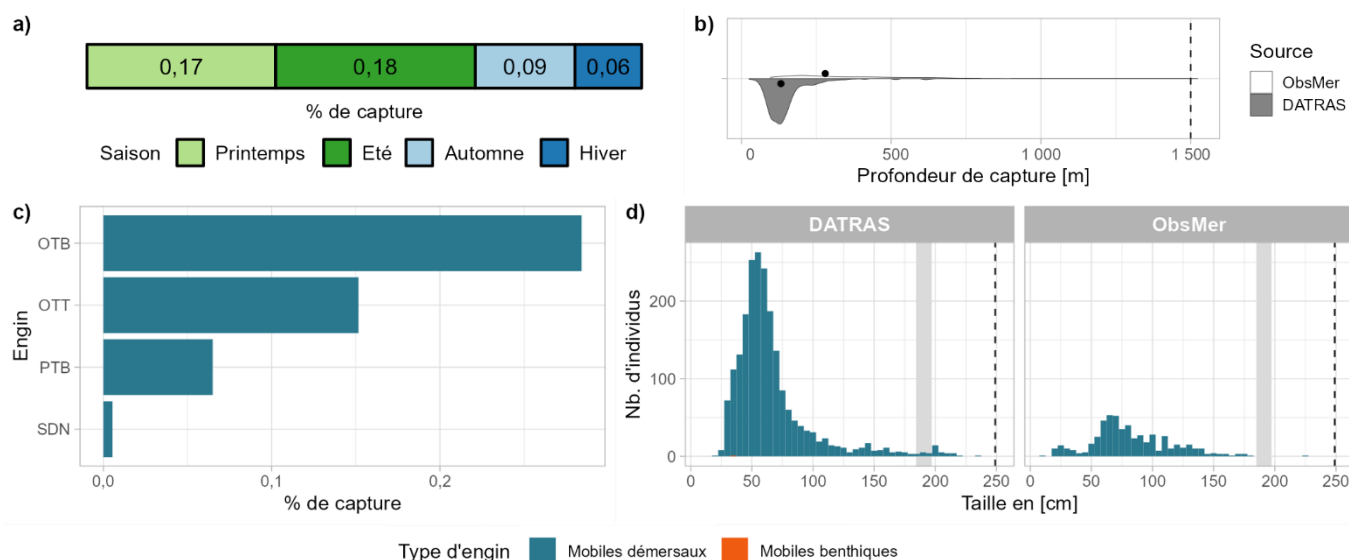 a)
0,17 0,18 0,09 0,06
% de capture
Saison Printemps Eté Automne Hiver
b)
0 500 1 000 1 500
Profondeur de capture [m]
Source
ObsMer
DATRAS
c)
Engin
OTB
OTT
PTB
SDN
0,0 0,1 0,2
% de capture
d)
DATRAS ObsMer
Nb. d'individus
200
100
0
0 50 100 150 200 250 0 50 100 150 200 250
Taille en [cm]
Type d'engin Mobiles démersaux Mobiles benthiques